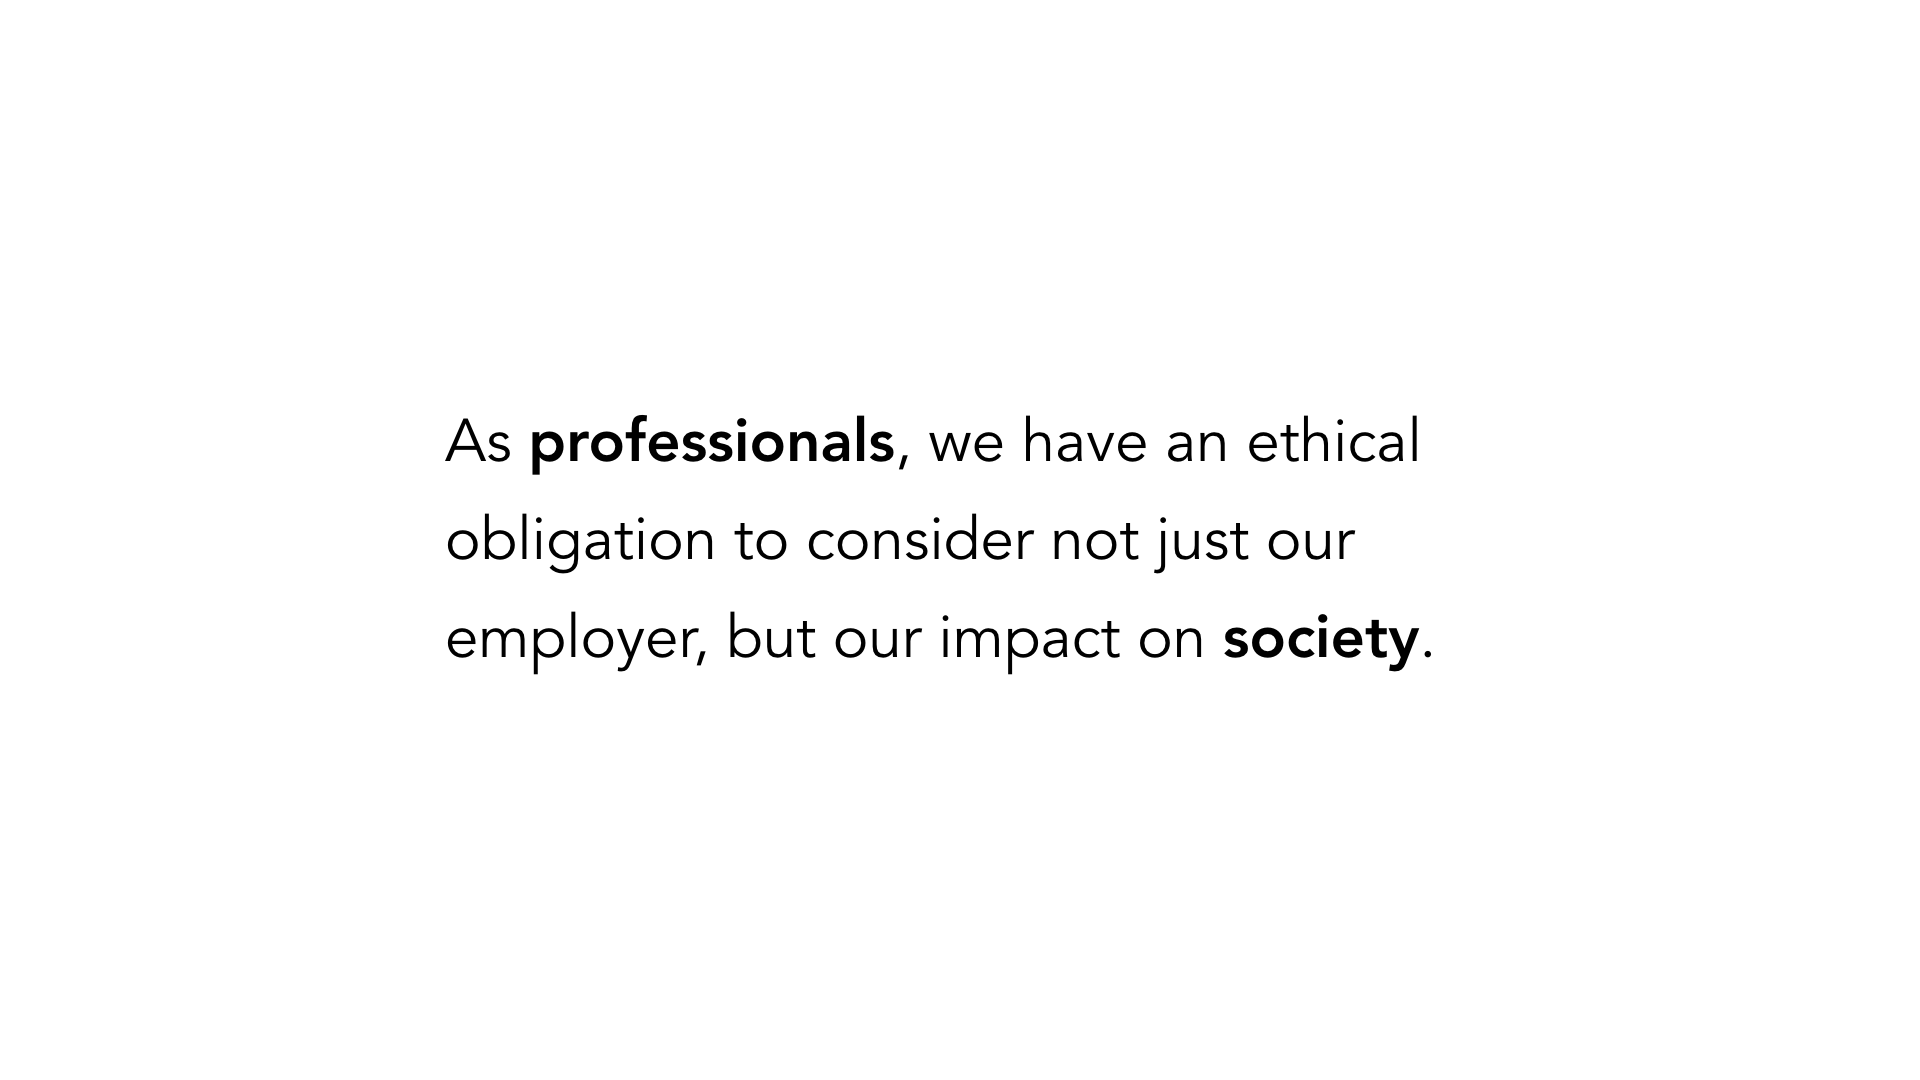 As professionals, we have an ethical
obligation to consider not just our
employer, but our impact on society.